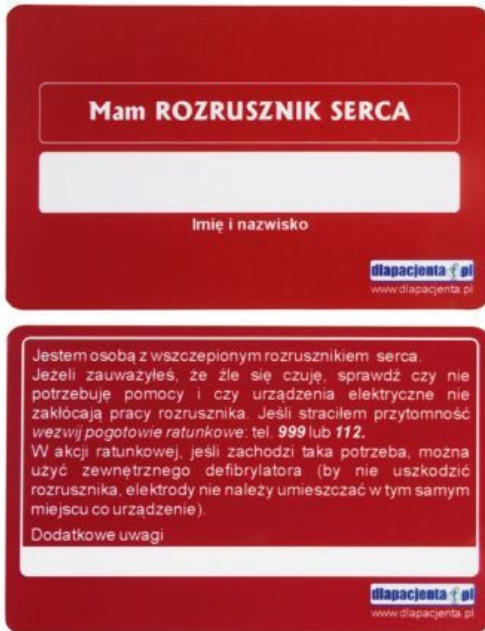 Mam ROZRUSZNIK SERCA
Imię i nazwisko
dlapacjenta pl
www.dlapacjenta.pl
Jestem osobą z wszczepionym rozrusznikiem serca.
Jeżeli zauważyłeś, że źle się czuję, sprawdź czy nie
potrzebuję pomocy i czy urządzenia elektryczne nie
zakłócają pracy rozrusznika. Jeśli straciłem przytomność
wezwij pogotowie ratunkowe: tel. 999 lub 112.
W akcji ratunkowej, jeśli zachodzi taka potrzeba, można
użyć zewnętrznego defibrylatora (by nie uszkodzić
rozrusznika, elektrody nie należy umieszczać w tym samym
miejscu co urządzenie).
Dodatkowe uwagi
dlapacjenta pl
www.dlapacjenta.pl